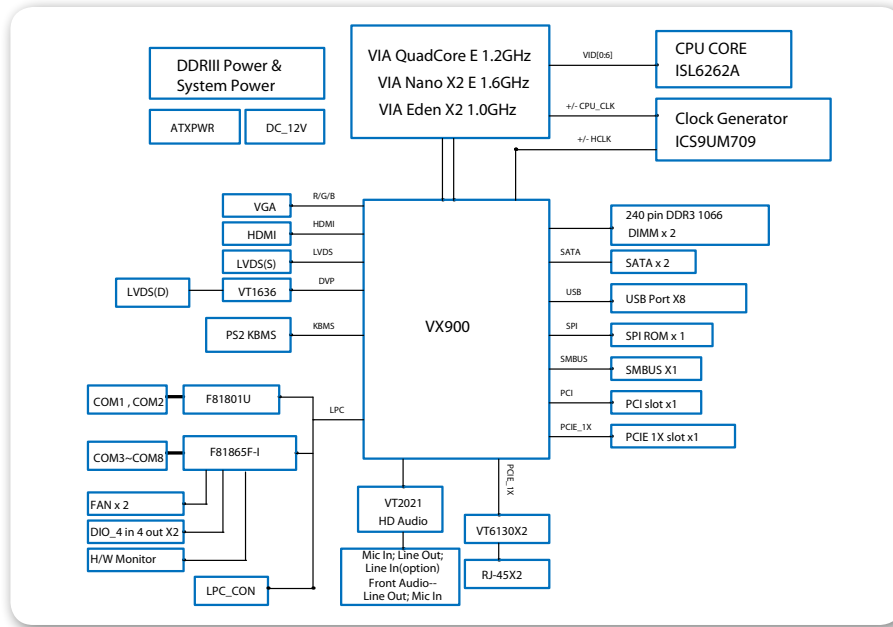 DDRIII Power &
System Power
ATXPWR
DC_12V
VIA QuadCore E 1.2GHz
VIA Nano X2 E 1.6GHz
VIA Eden X2 1.0GHz
VID[0:6]
CPU CORE
ISL6262A
+/- CPU_CLK
Clock Generator
ICS9UM709
+/- HCLK
VGA
R/G/B
HDMI
HDMI
LVDS(S)
LVDS
LVDS(D)
VT1636
DVP
PS2 KBMS
KBMS
VX900
240 pin DDR3 1066
DIMM x 2
SATA
SATA x 2
USB
USB Port X8
SPI
SPI ROM x 1
SMBUS
SMBUS X1
PCI
PCI slot x1
PCIE_1X
PCIE 1X slot x1
COM1 , COM2
F81801U
LPC
COM3~COM8
F81865F-I
FAN x 2
DIO_4 in 4 out X2
H/W Monitor
LPC_CON
VT2021
HD Audio
Mic In; Line Out;
Line In(option)
Front Audio--
Line Out; Mic In
PCIE_1X
VT6130X2
RJ-45X2